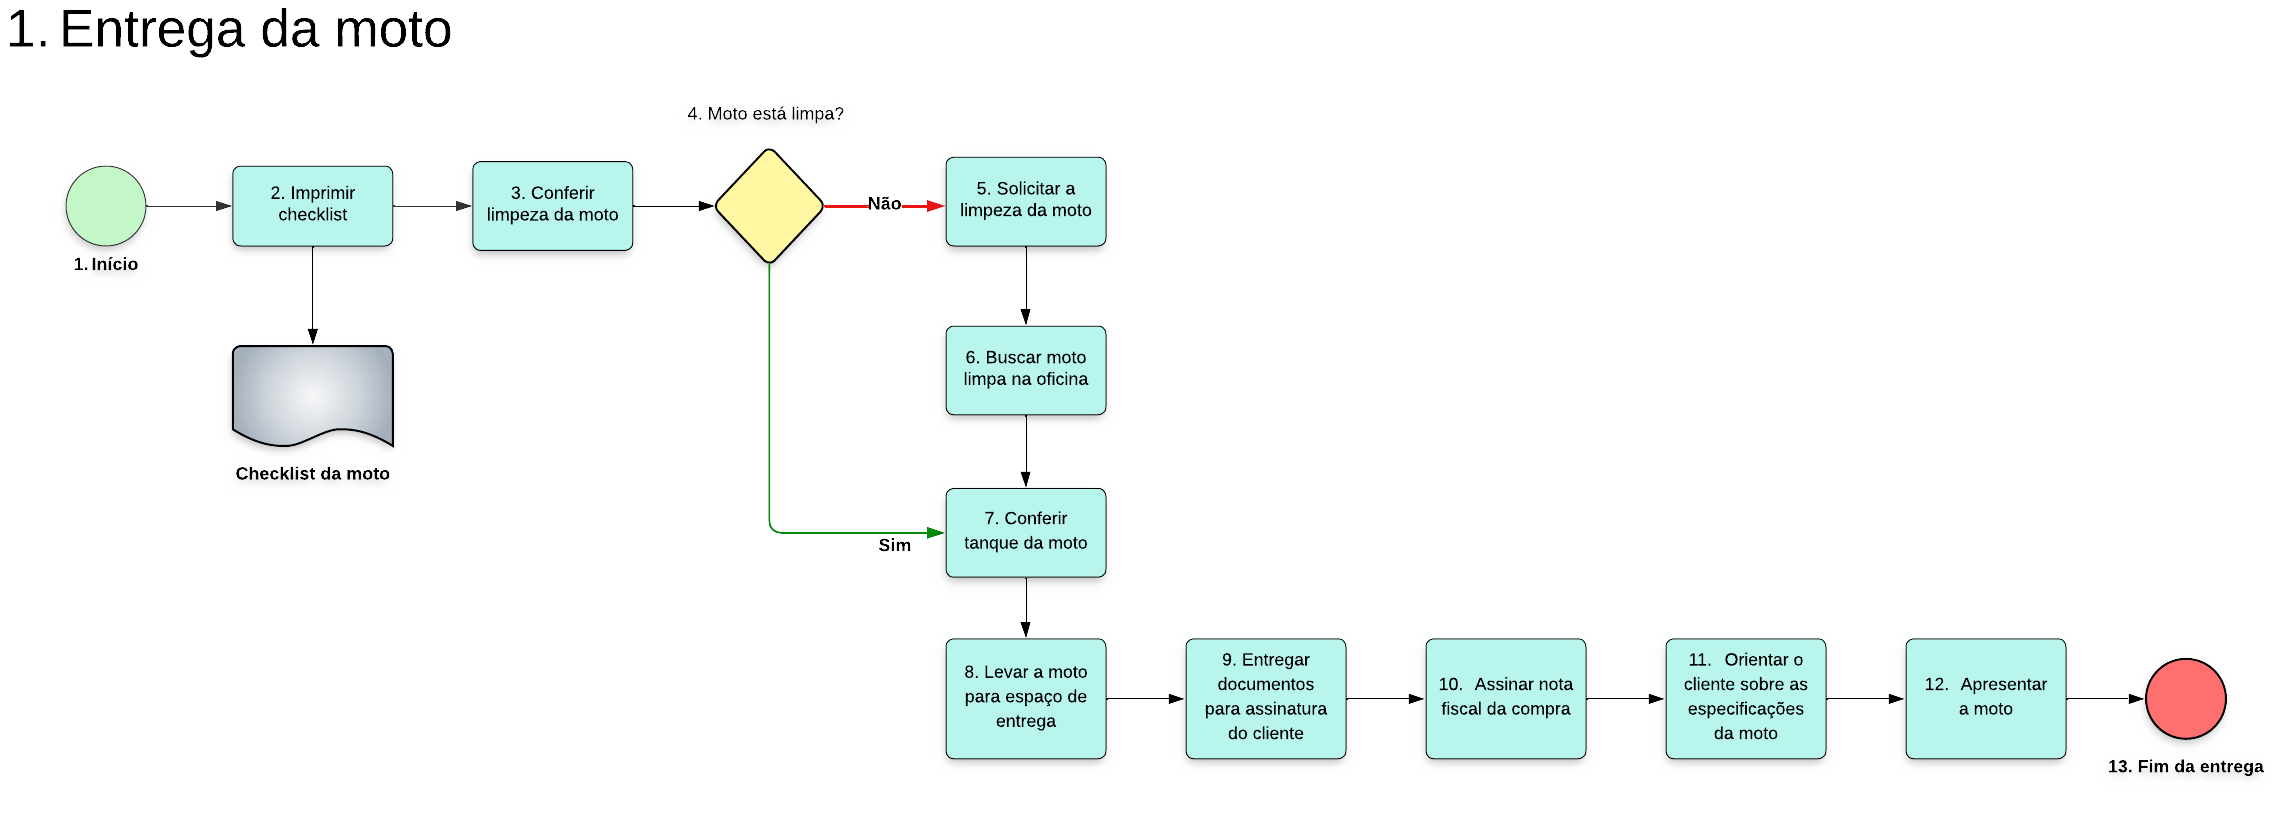 1. Entrega da moto
4. Moto está limpa?
1. Início
2. Imprimir
checklist
Checklist da moto
3. Conferir
limpeza da moto
Não
5. Solicitar a
limpeza da moto
6. Buscar moto
limpa na oficina
Sim
7. Conferir
tanque da moto
8. Levar a moto
para espaço de
entrega
9. Entregar
documentos
para assinatura
do cliente
10. Assinar nota
fiscal da compra
11. Orientar o
cliente sobre as
especificações
da moto
12. Apresentar
a moto
13. Fim da entrega